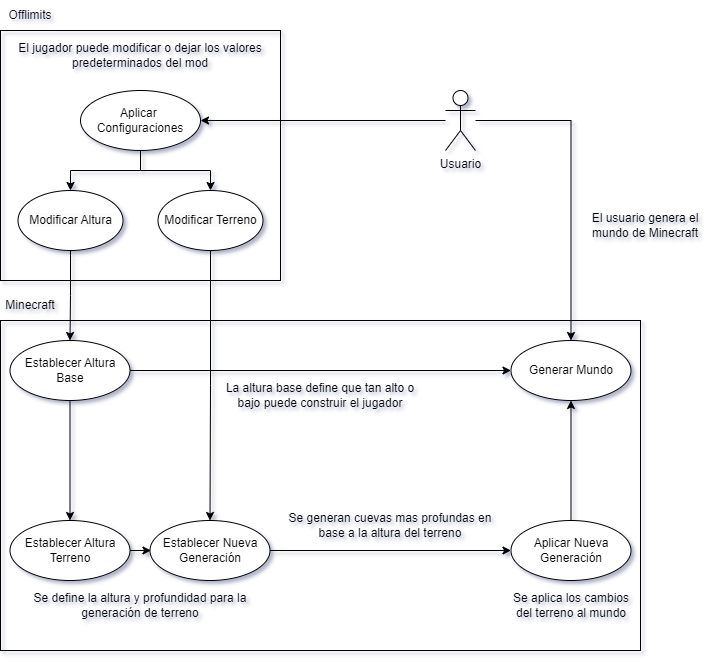 Offlimits
El jugador puede modificar o dejar los valores
predeterminados del mod
Aplicar
Configuraciones
Usuario
Modificar Altura
Modificar Terreno
El usuario genera el
mundo de Minecraft
Minecraft
Establecer Altura
Base
Generar Mundo
La altura base define que tan alto o
bajo puede construir el jugador
Se generan cuevas mas profundas en
base a la altura del terreno
Establecer Altura
Terreno
Establecer Nueva
Generación
Aplicar Nueva
Generación
Se define la altura y profundidad para la
generación de terreno
Se aplica los cambios
del terreno al mundo